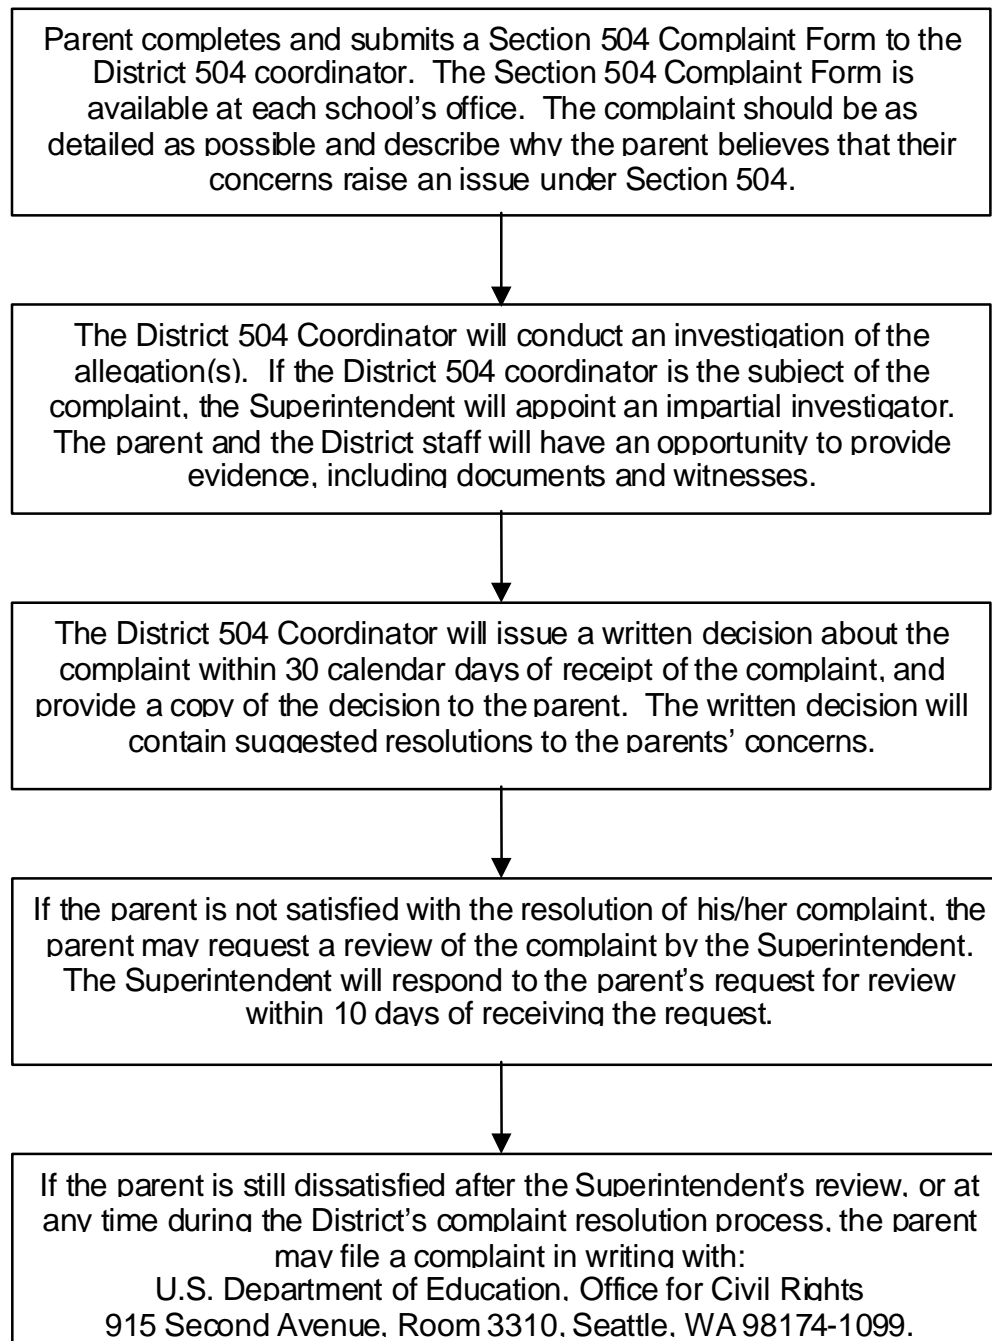 Parent completes and submits a Section 504 Complaint Form to the
District 504 coordinator. The Section 504 Complaint Form is
available at each school's office. The complaint should be as
detailed as possible and describe why the parent believes that their
concerns raise an issue under Section 504.
The District 504 Coordinator will conduct an investigation of the
allegation(s). If the District 504 coordinator is the subject of the
complaint, the Superintendent will appoint an impartial investigator.
The parent and the District staff will have an opportunity to provide
evidence, including documents and witnesses.
The District 504 Coordinator will issue a written decision about the
complaint within 30 calendar days of receipt of the complaint, and
provide a copy of the decision to the parent. The written decision will
contain suggested resolutions to the parents' concerns.
If the parent is not satisfied with the resolution of his/her complaint, the
parent may request a review of the complaint by the Superintendent.
The Superintendent will respond to the parent's request for review
within 10 days of receiving the request.
If the parent is still dissatisfied after the Superintendent's review, or at
any time during the District's complaint resolution process, the parent
may file a complaint in writing with:
U.S. Department of Education, Office for Civil Rights
915 Second Avenue, Room 3310, Seattle, WA 98174-1099.